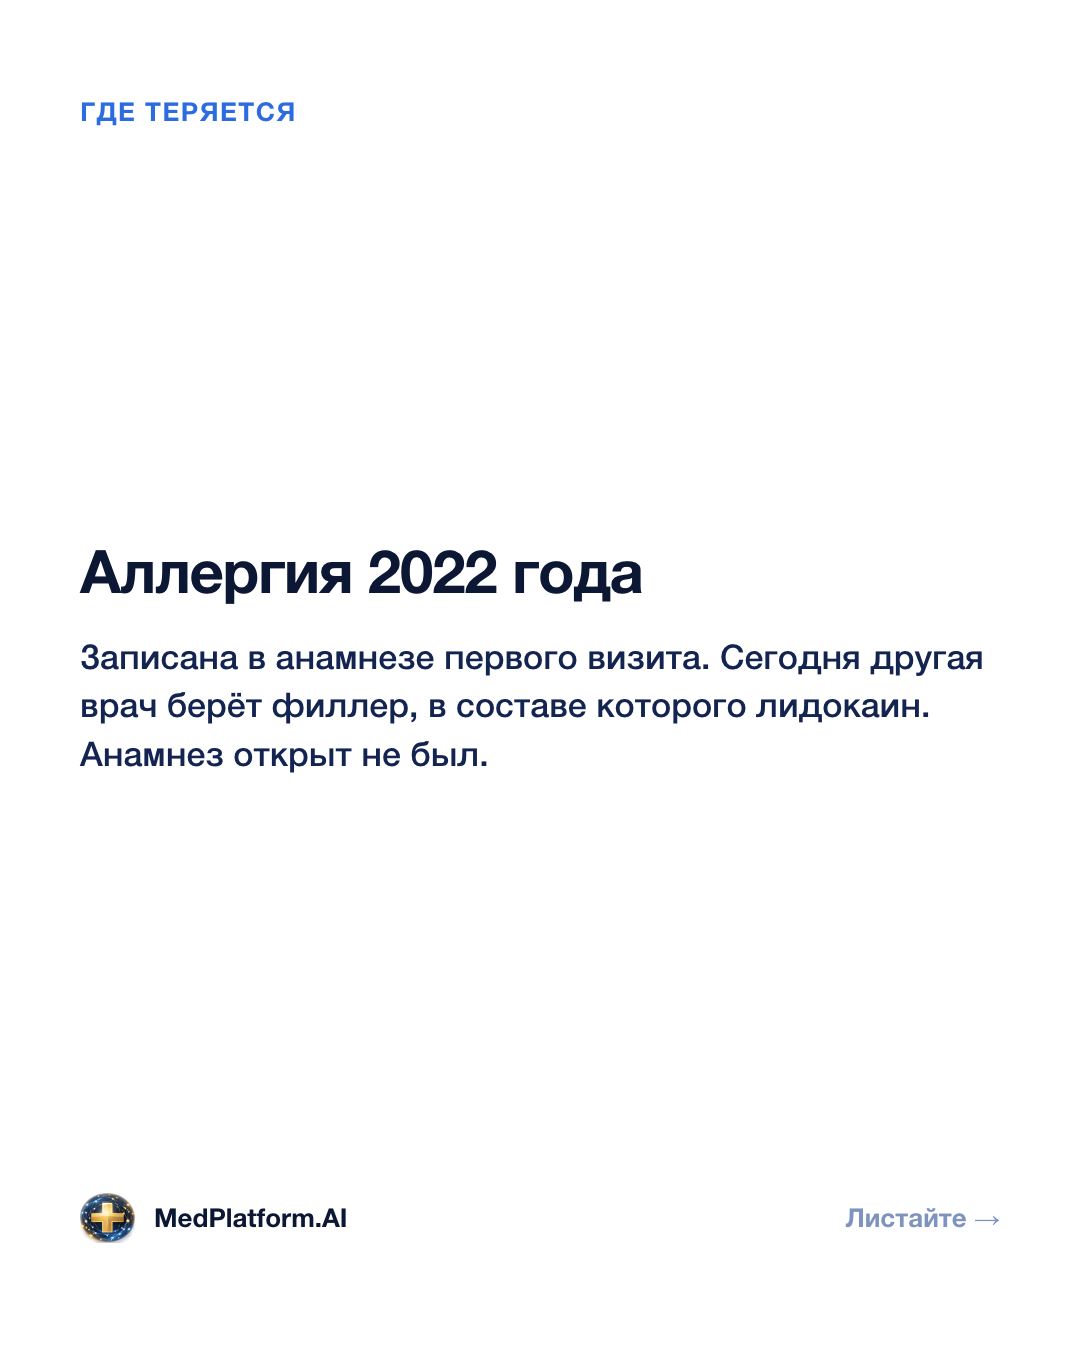 ГДЕ ТЕРЯЕТСЯ
Аллергия 2022 года
Записана в анамнезе первого визита. Сегодня другая
врач берёт филлер, в составе которого лидокаин.
Анамнез открыт не был.
MedPlatform.AI
Листайте →